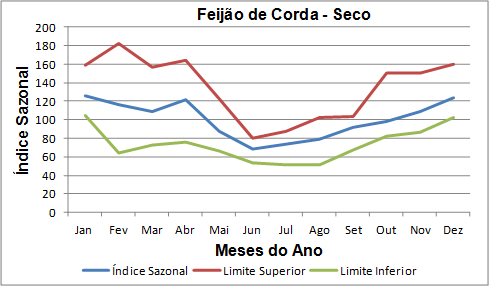 Feijão de Corda - Seco
200
180
160
140
120
100
80
60
40
20
0
Índice Sazonal
Jan Fev Mar Abr Mai Jun Jul Ago Set Out Nov Dez
Meses do Ano
Índice Sazonal Limite Superior Limite Inferior